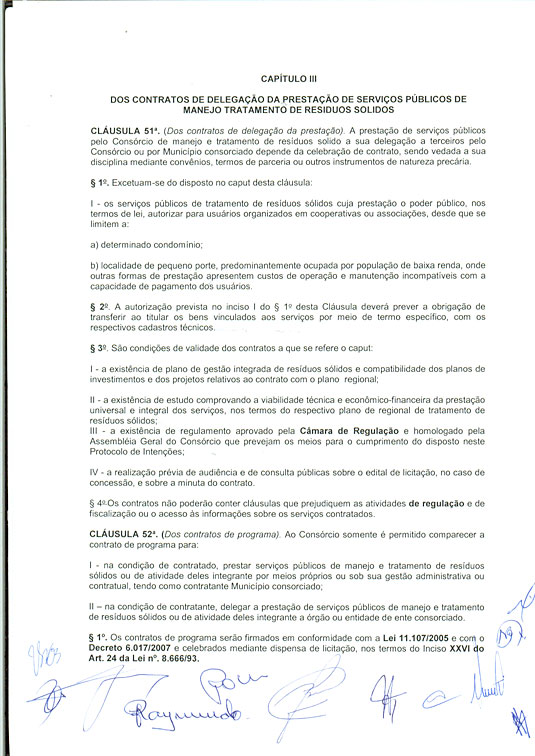 CAPÍTULO III
DOS CONTRATOS DE DELEGAÇÃO DA PRESTAÇÃO DE SERVIÇOS PÚBLICOS DE
MANEJO TRATAMENTO DE RESIDUOS SOLIDOS
CLÁUSULA 51ª. (Dos contratos de delegação da prestação). A prestação de serviços públicos
pelo Consórcio de manejo e tratamento de resíduos solido a sua delegação a terceiros pelo
Consórcio ou por Município consorciado depende da celebração de contrato, sendo vedada a sua
disciplina mediante convênios, termos de parceria ou outros instrumentos de natureza precária.
§ 1º. Excetuam-se do disposto no caput desta cláusula:
I - os serviços públicos de tratamento de resíduos sólidos cuja prestação o poder público, nos
termos de lei, autorizar para usuários organizados em cooperativas ou associações, desde que se
limitem a:
a) determinado condomínio;
b) localidade de pequeno porte, predominantemente ocupada por população de baixa renda, onde
outras formas de prestação apresentem custos de operação e manutenção incompatíveis com a
capacidade de pagamento dos usuários.
§ 2º. A autorização prevista no inciso I do § 1º desta Cláusula deverá prever a obrigação de
transferir ao titular os bens vinculados aos serviços por meio de termo específico, com os
respectivos cadastros técnicos.
§ 3º. São condições de validade dos contratos a que se refere o caput:
I - a existência de plano de gestão integrada de resíduos sólidos e compatibilidade dos planos de
investimentos e dos projetos relativos ao contrato com o plano regional;
II - a existência de estudo comprovando a viabilidade técnica e econômico-financeira da prestação
universal e integral dos serviços, nos termos do respectivo plano de regional de tratamento de
resíduos sólidos;
III - a existência de regulamento aprovado pela Câmara de Regulação e homologado pela
Assembléia Geral do Consórcio que prevejam os meios para o cumprimento do disposto neste
Protocolo de Intenções;
IV - a realização prévia de audiência e de consulta públicas sobre o edital de licitação, no caso de
concessão, e sobre a minuta do contrato.
§ 4º.Os contratos não poderão conter cláusulas que prejudiquem as atividades de regulação e de
fiscalização ou o acesso às informações sobre os serviços contratados.
CLÁUSULA 52ª. (Dos contratos de programa). Ao Consórcio somente é permitido comparecer a
contrato de programa para:
I - na condição de contratado, prestar serviços públicos de manejo e tratamento de resíduos
sólidos ou de atividade deles integrante por meios próprios ou sob sua gestão administrativa ou
contratual, tendo como contratante Município consorciado;
II – na condição de contratante, delegar a prestação de serviços públicos de manejo e tratamento
de resíduos sólidos ou de atividade deles integrante a órgão ou entidade de ente consorciado.
§ 1º. Os contratos de programa serão firmados em conformidade com a Lei 11.107/2005 e com o
Decreto 6.017/2007 e celebrados mediante dispensa de licitação, nos termos do Inciso XXVI do
Art. 24 da Lei nº. 8.666/93.
Raymundo